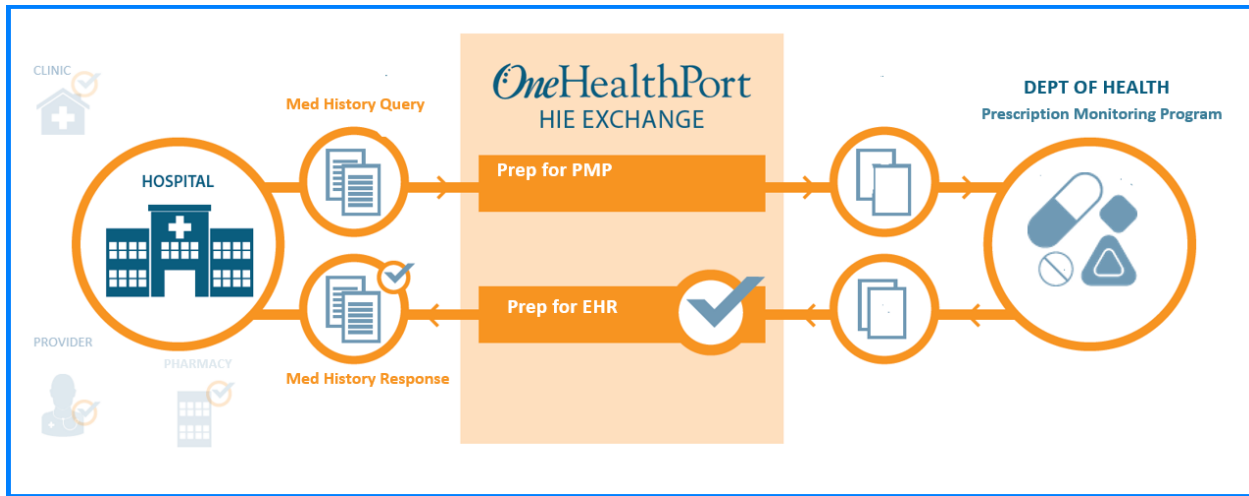 CLINIC
Med History Query
OneHealthPort
HIE EXCHANGE
DEPT OF HEALTH
Prescription Monitoring Program
HOSPITAL
Prep for PMP
Prep for EHR
PROVIDER
PHARMACY
Med History Response